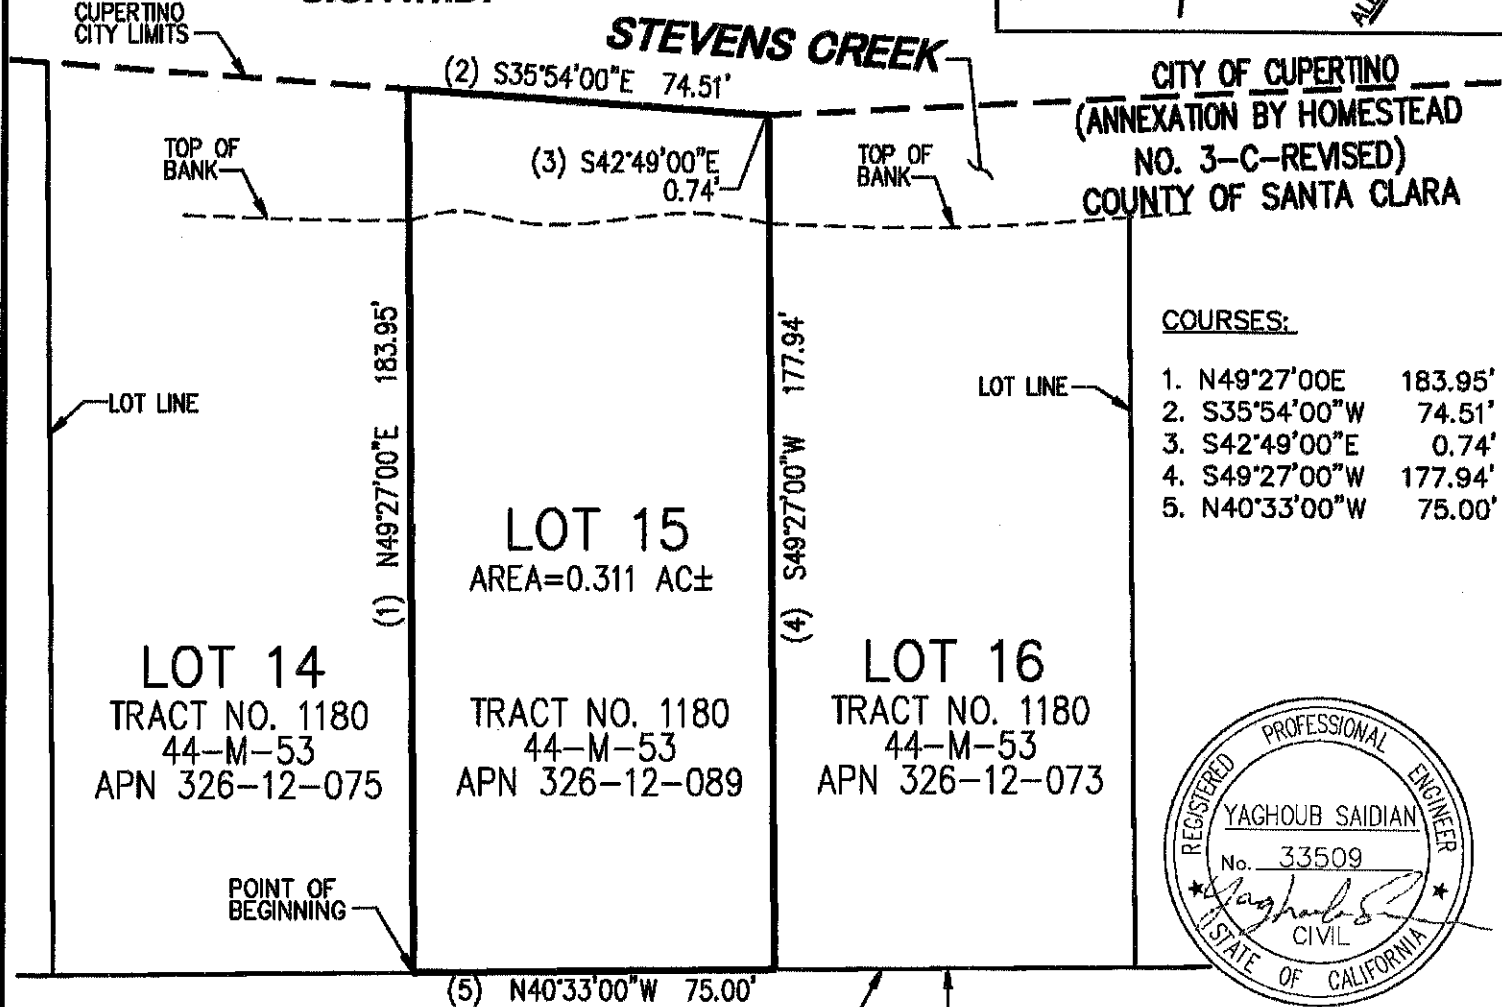 CUPERTINO
CITY LIMITS
STEVENS CREEK
(2) S35°54'00"E 74.51'
CITY OF CUPERTINO
(ANNEXATION BY HOMESTEAD
NO. 3-C-REVISED)
COUNTY OF SANTA CLARA
TOP OF
BANK
(3) S42°49'00"E
0.74'
TOP OF
BANK
COURSES:
1. N49°27'00E 183.95'
2. S35°54'00"W 74.51'
3. S42°49'00"E 0.74'
4. S49°27'00"W 177.94'
5. N40°33'00"W 75.00'
LOT LINE
(1) N49°27'00"E 183.95'
(4) S49°27'00"W 177.94'
LOT LINE
LOT 15
AREA=0.311 AC±
LOT 14
TRACT NO. 1180
44-M-53
APN 326-12-075
TRACT NO. 1180
44-M-53
APN 326-12-089
LOT 16
TRACT NO. 1180
44-M-53
APN 326-12-073
POINT OF
BEGINNING
(5) N40°33'00"W 75.00'
REGISTERED PROFESSIONAL ENGINEER
YAGHOUB SAIDIAN
No. 33509
CIVIL
STATE OF CALIFORNIA